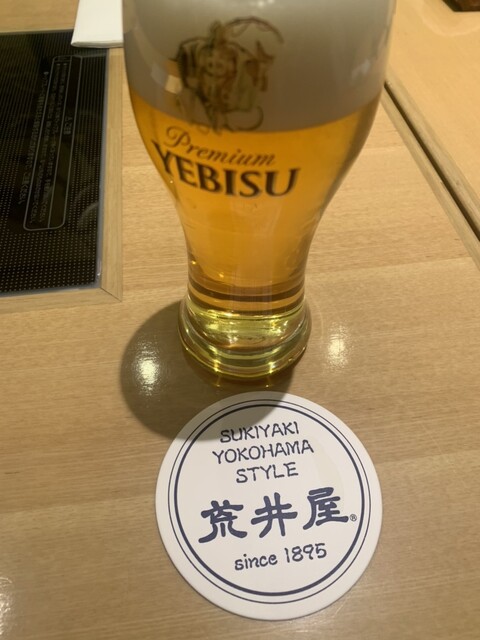 Premium
YEBISU
SUKIYAKI
YOKOHAMA
STYLE
荒井屋®
since 1895